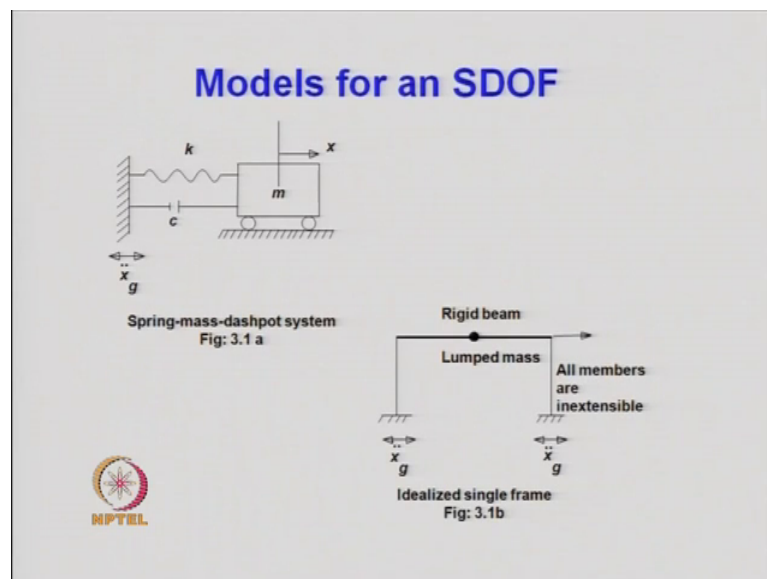 Models for an SDOF
k
x
m
c
ẍ
g
Spring-mass-dashpot system
Fig: 3.1 a
Rigid beam
Lumped mass
All members
are
inextensible
ẍ
g
ẍ
g
Idealized single frame
Fig: 3.1b
NPTEL